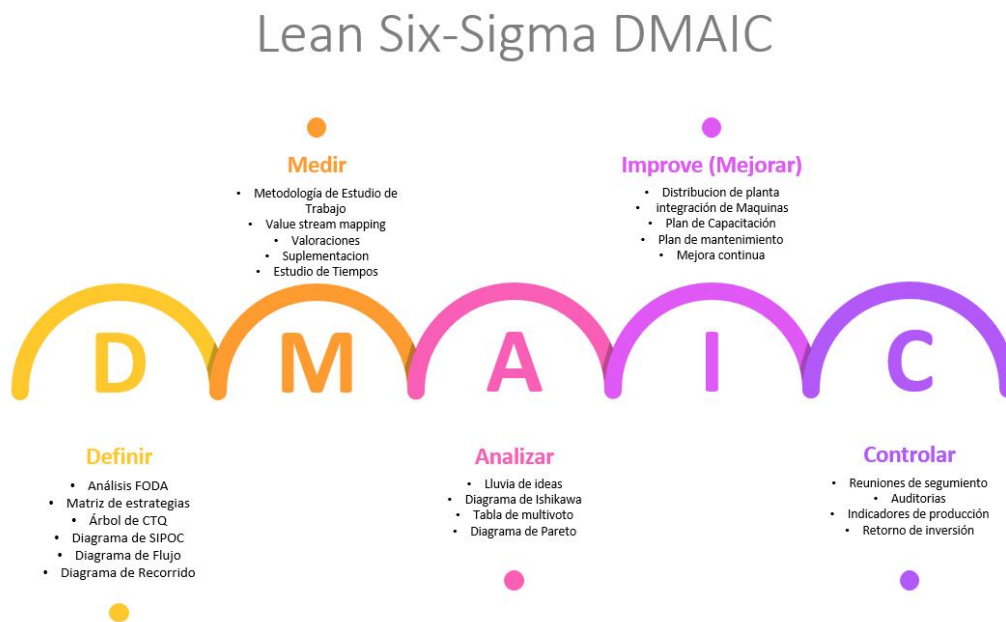 Lean Six-Sigma DMAIC
Medir
• Metodología de Estudio de
Trabajo
• Value stream mapping
• Valoraciones
• Suplementacion
• Estudio de Tiempos
Improve (Mejorar)
• Distribucion de planta
• integración de Maquinas
• Plan de Capacitación
• Plan de mantenimiento
• Mejora continua
D M A I C
Definir
• Análisis FODA
• Matriz de estrategias
• Árbol de CTQ
• Diagrama de SIPOC
• Diagrama de Flujo
• Diagrama de Recorrido
Analizar
• Lluvia de ideas
• Diagrama de Ishikawa
• Tabla de multivoto
• Diagrama de Pareto
Controlar
• Reuniones de segumiento
• Auditorias
• Indicadores de producción
• Retorno de inversión